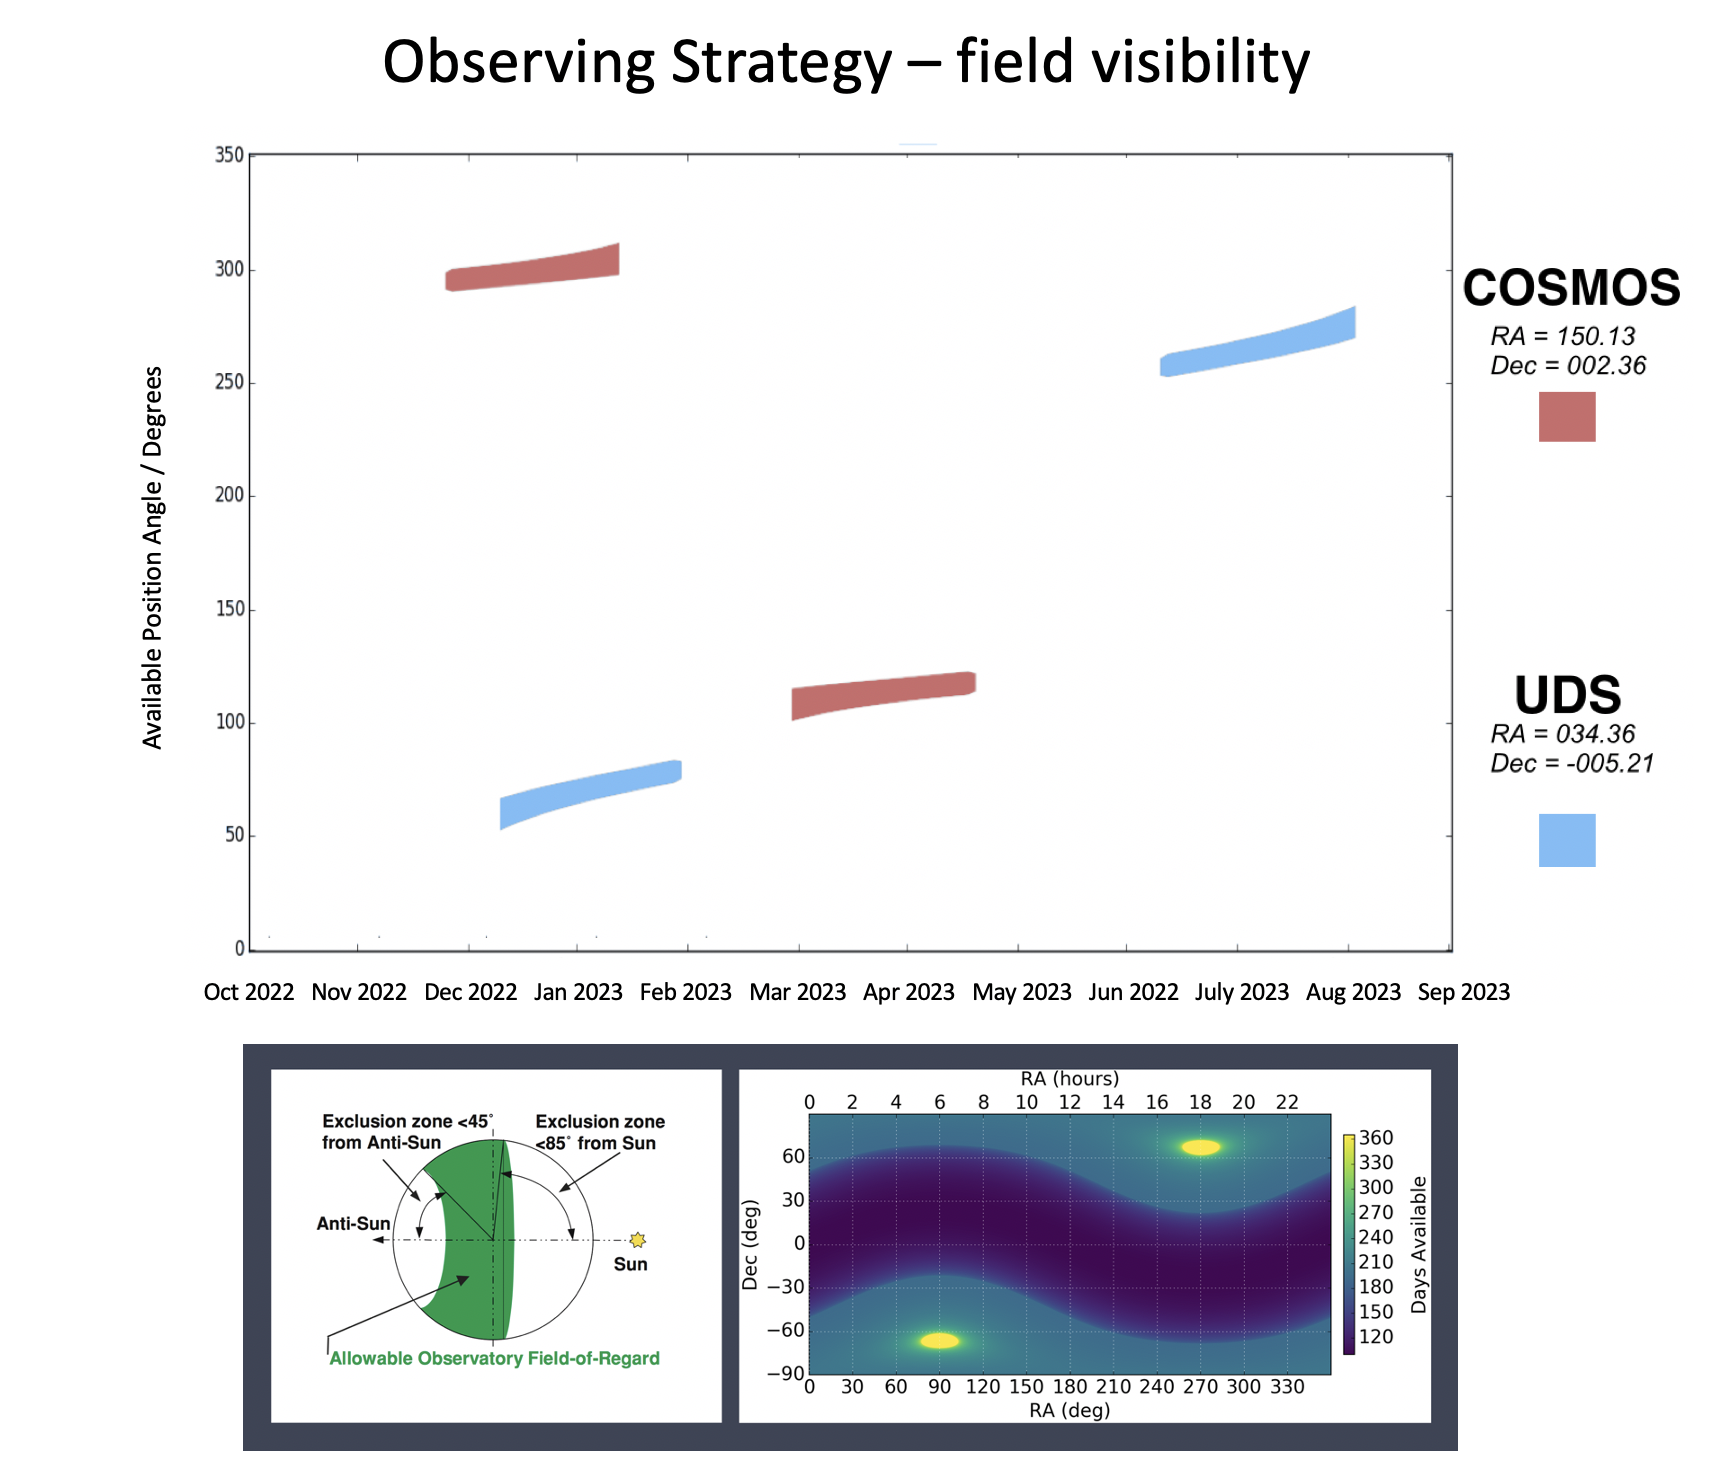 Observing Strategy – field visibility
350
300
250
200
150
100
50
0
Available Position Angle / Degrees
Oct 2022 Nov 2022 Dec 2022 Jan 2023 Feb 2023 Mar 2023 Apr 2023 May 2023 Jun 2022 July 2023 Aug 2023 Sep 2023
COSMOS
RA = 150.13
Dec = 002.36
UDS
RA = 034.36
Dec = -005.21
Exclusion zone <45°
from Anti-Sun
Exclusion zone
<85° from Sun
Anti-Sun
Sun
Allowable Observatory Field-of-Regard
RA (hours)
0 2 4 6 8 10 12 14 16 18 20 22
60
30
0
−30
−60
−90
Dec (deg)
0 30 60 90 120 150 180 210 240 270 300 330
RA (deg)
360
330
300
270
240
210
180
150
120
Days Available